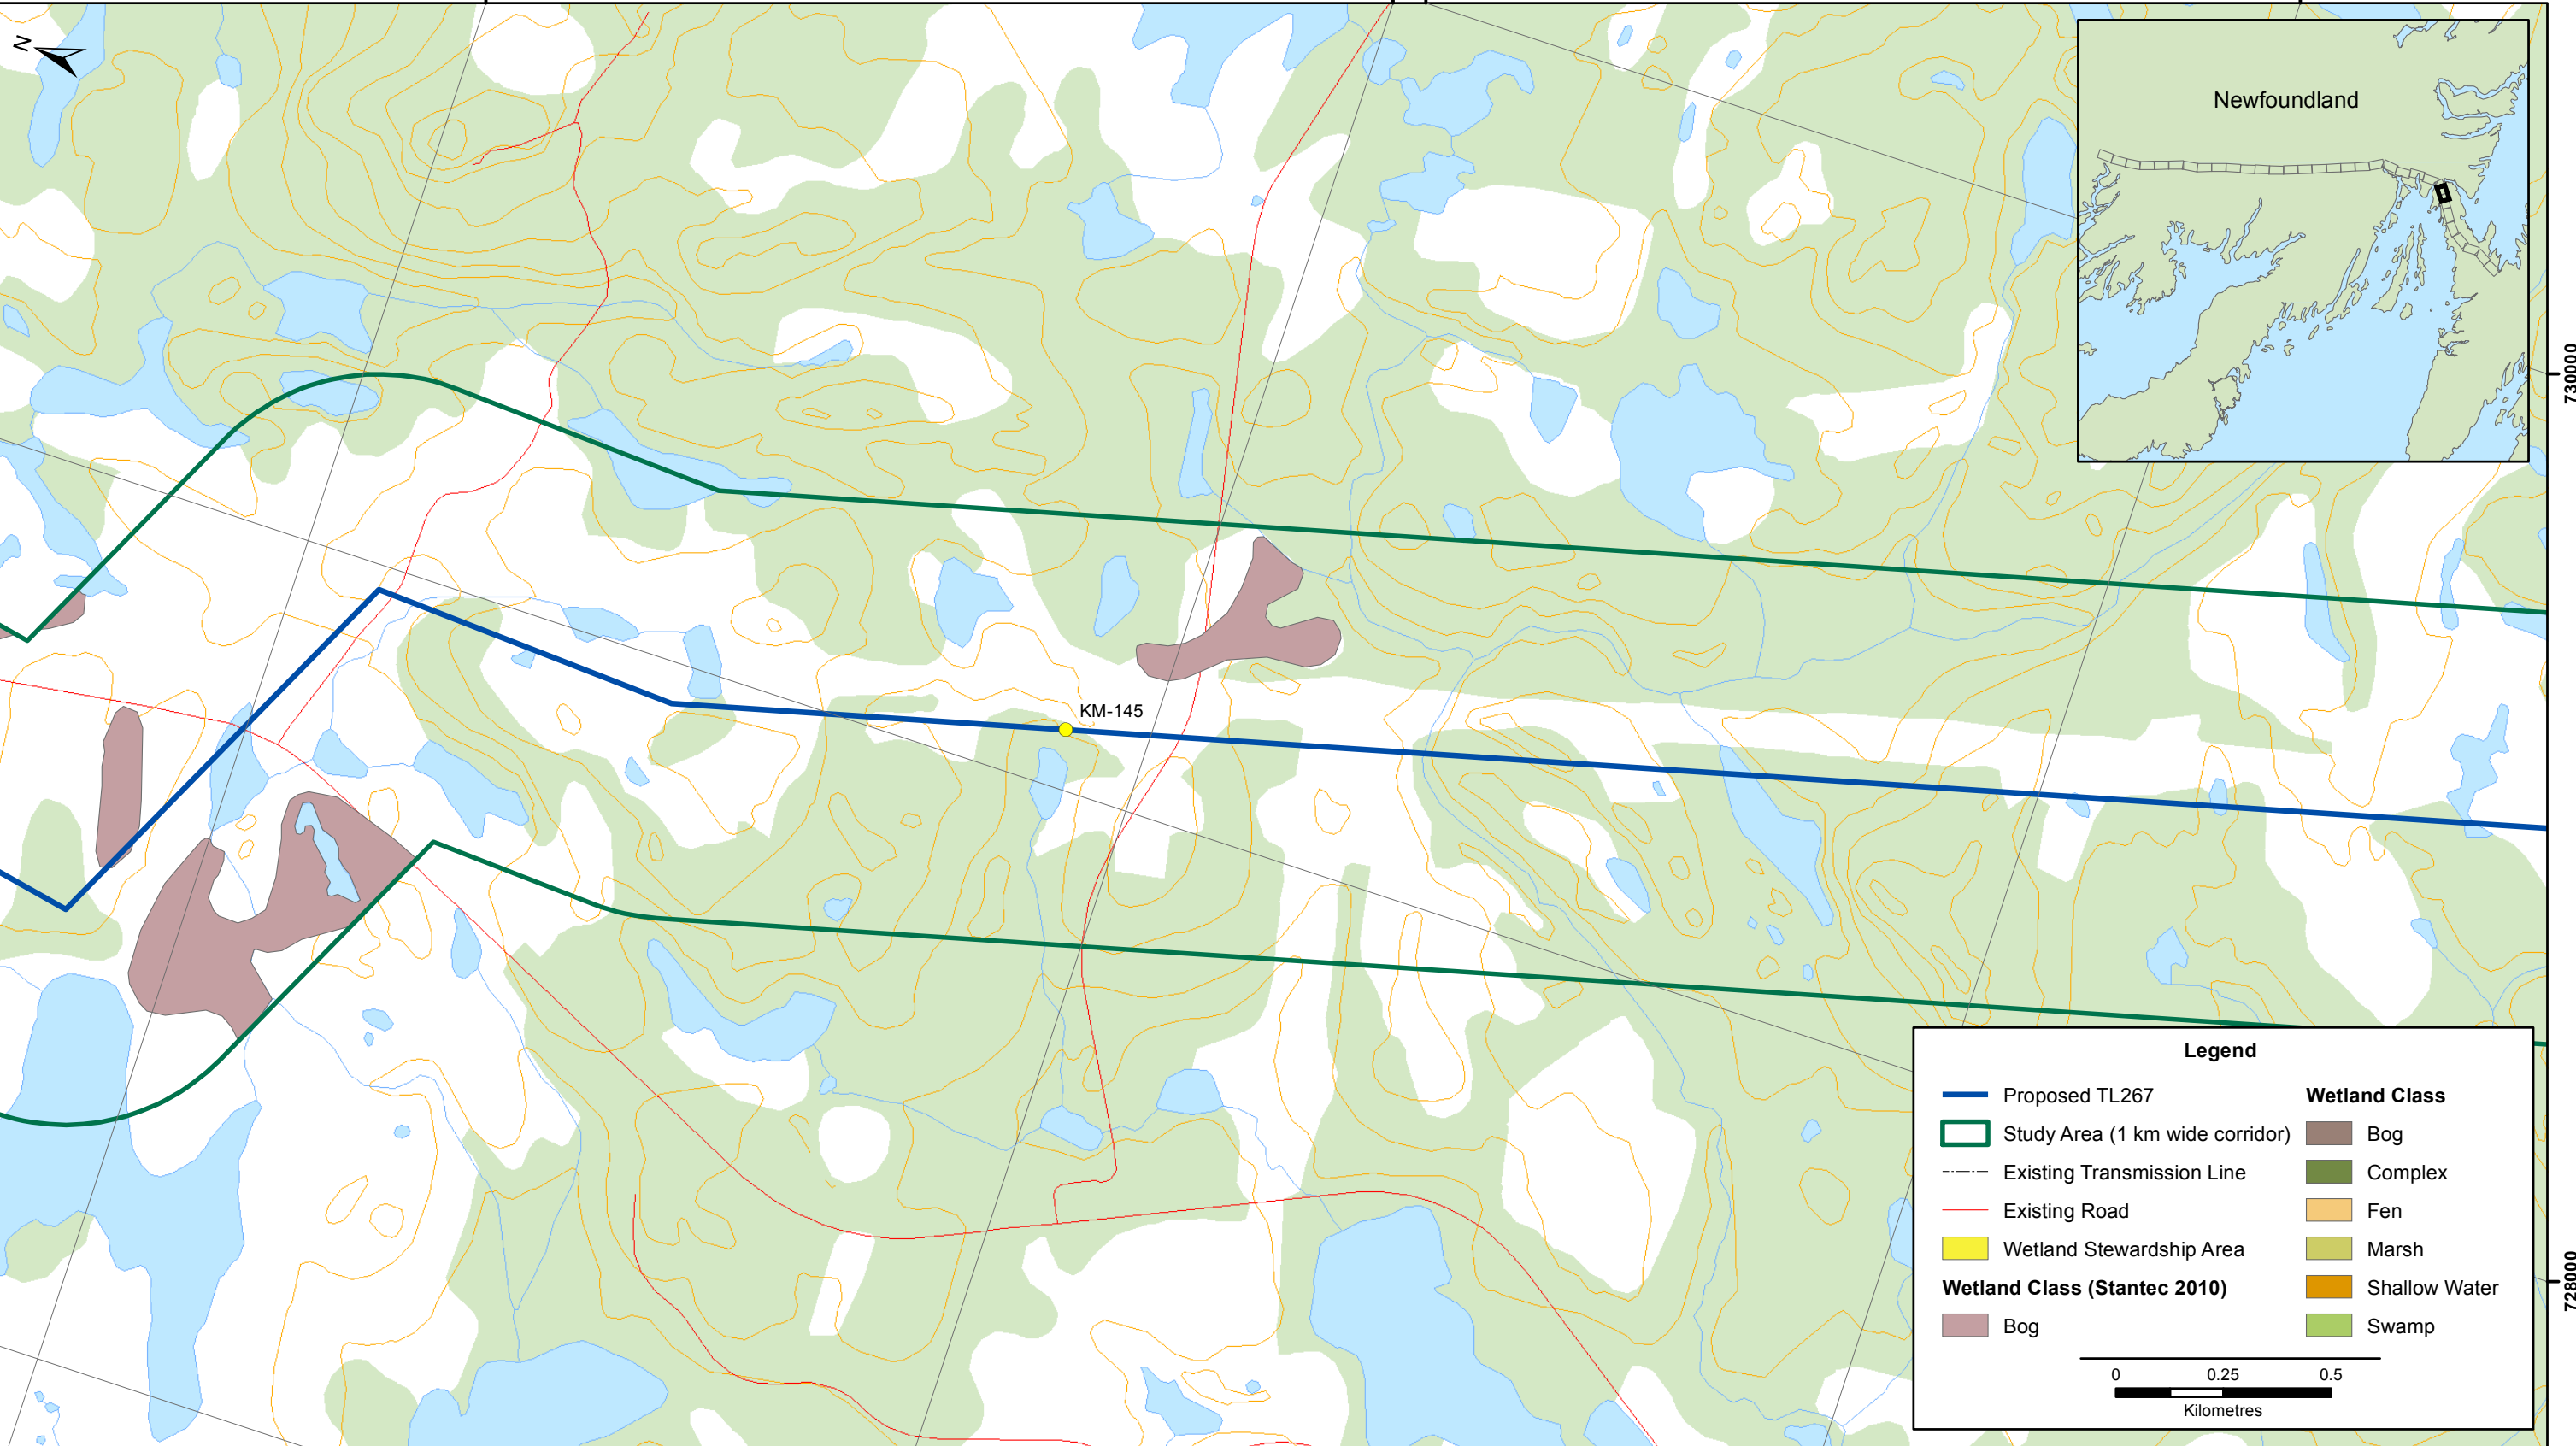 N
Newfoundland
730000
KM-145
728000
Legend
Proposed TL267
Study Area (1 km wide corridor)
Existing Transmission Line
Existing Road
Wetland Stewardship Area
Wetland Class (Stantec 2010)
Bog
Wetland Class
Bog
Complex
Fen
Marsh
Shallow Water
Swamp
0 0.25 0.5
Kilometres